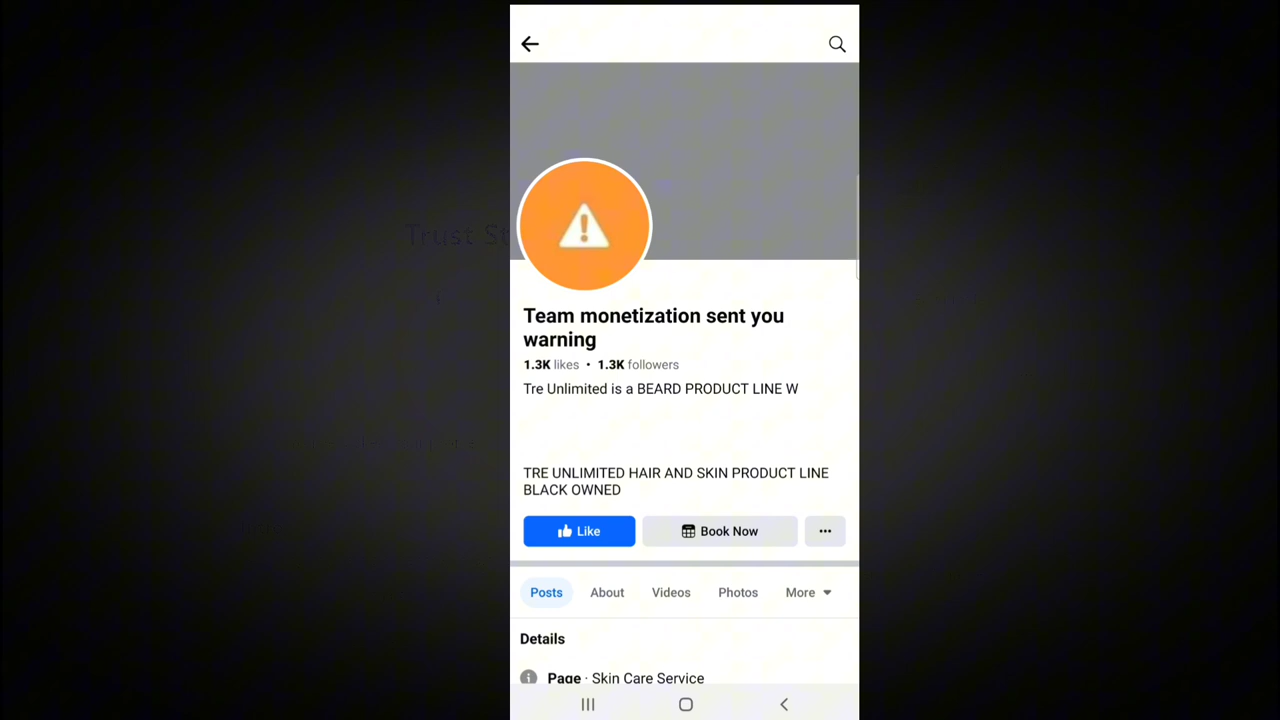 Trust
Team monetization sent you
warning
1.3K likes • 1.3K followers
Tre Unlimited is a BEARD PRODUCT LINE W
TRE UNLIMITED HAIR AND SKIN PRODUCT LINE
BLACK OWNED
Like
Book Now
Posts About Videos Photos More
Details
Page · Skin Care Service